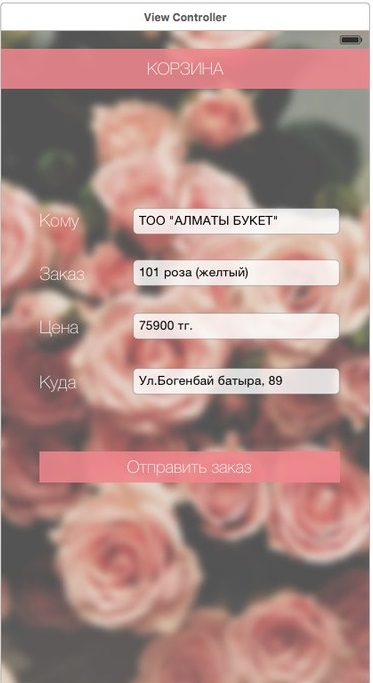 View Controller
КОРЗИНА
Кому
ТОО "АЛМАТЫ БУКЕТ"
Заказ
101 роза (желтый)
Цена
75900 тг.
Куда
Ул.Богенбай батыра, 89
Отправить заказ